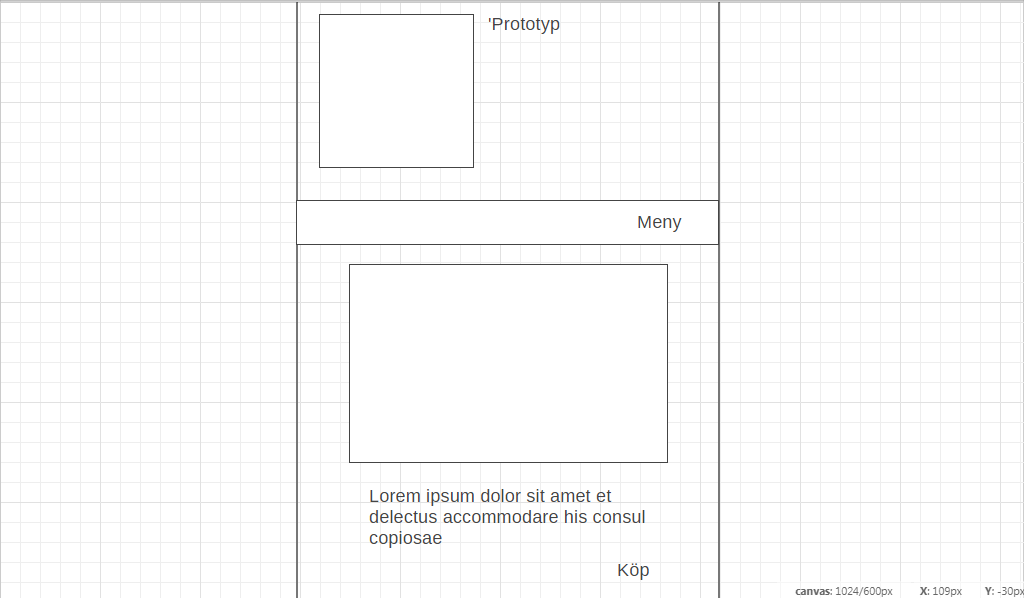 'Prototyp
Meny
Lorem ipsum dolor sit amet et
delectus accommodare his consul
copiosae
Köp
canvas: 1024/600px X: 109px Y: -30px